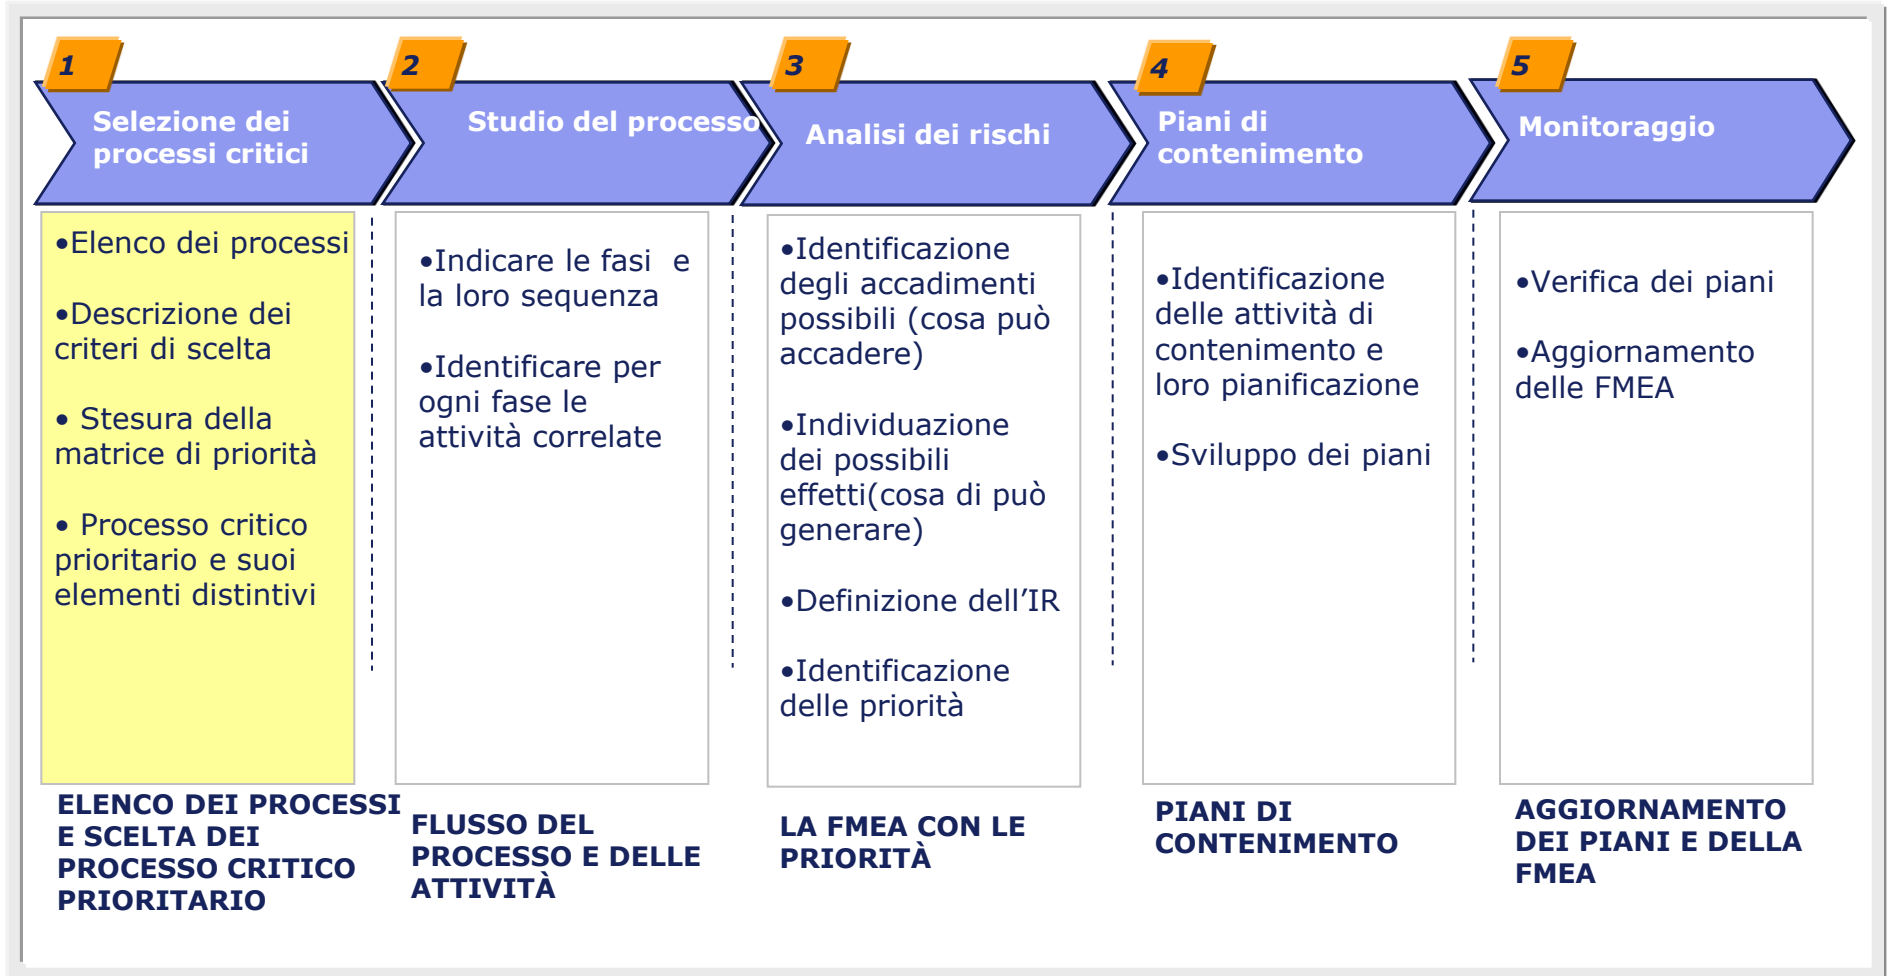 1
Selezione dei
processi critici
•Elenco dei processi
•Descrizione dei
criteri di scelta
• Stesura della
matrice di priorità
• Processo critico
prioritario e suoi
elementi distintivi
ELENCO DEI PROCESSI
E SCELTA DEI
PROCESSO CRITICO
PRIORITARIO
2
Studio del processo
•Indicare le fasi e
la loro sequenza
•Identificare per
ogni fase le
attività correlate
FLUSSO DEL
PROCESSO E DELLE
ATTIVITÀ
3
Analisi dei rischi
•Identificazione
degli accadimenti
possibili (cosa può
accadere)
•Individuazione
dei possibili
effetti(cosa di può
generare)
•Definizione dell’IR
•Identificazione
delle priorità
LA FMEA CON LE
PRIORITÀ
4
Piani di
contenimento
•Identificazione
delle attività di
contenimento e
loro pianificazione
•Sviluppo dei piani
PIANI DI
CONTENIMENTO
5
Monitoraggio
•Verifica dei piani
•Aggiornamento
delle FMEA
AGGIORNAMENTO
DEI PIANI E DELLA
FMEA